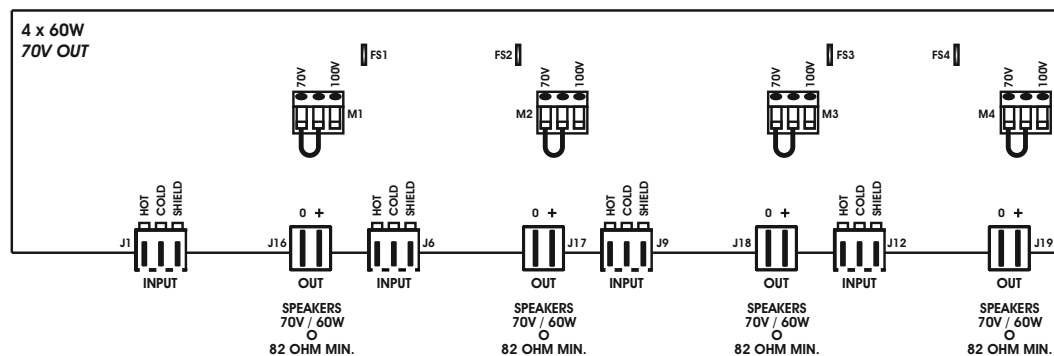 4 x 60W
70V OUT
FS1
FS2
FS3
FS4
70V
100V
M1
70V
100V
M2
70V
100V
M3
70V
100V
M4
HOT
COLD
SHIELD
J1
INPUT
0 +
J16
OUT
HOT
COLD
SHIELD
J6
INPUT
0 +
J17
OUT
HOT
COLD
SHIELD
J9
INPUT
0 +
J18
OUT
HOT
COLD
SHIELD
J12
INPUT
0 +
J19
OUT
SPEAKERS
70V / 60W
O
82 OHM MIN.
SPEAKERS
70V / 60W
O
82 OHM MIN.
SPEAKERS
70V / 60W
O
82 OHM MIN.
SPEAKERS
70V / 60W
O
82 OHM MIN.